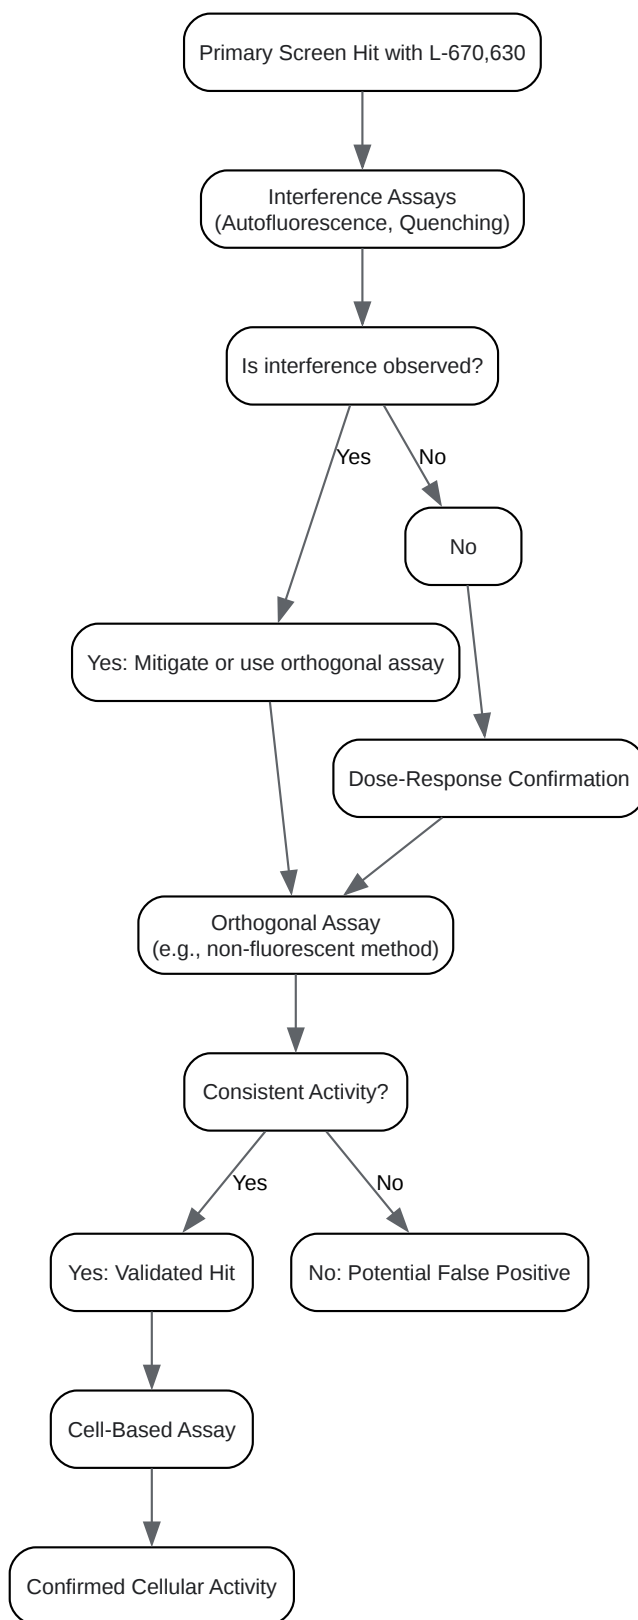 Primary Screen Hit with L-670,630
Interference Assays
(Autofluorescence, Quenching)
Is interference observed?
Yes
No
No
Yes: Mitigate or use orthogonal assay
Dose-Response Confirmation
Orthogonal Assay
(e.g., non-fluorescent method)
Consistent Activity?
Yes
No
Yes: Validated Hit
No: Potential False Positive
Cell-Based Assay
Confirmed Cellular Activity